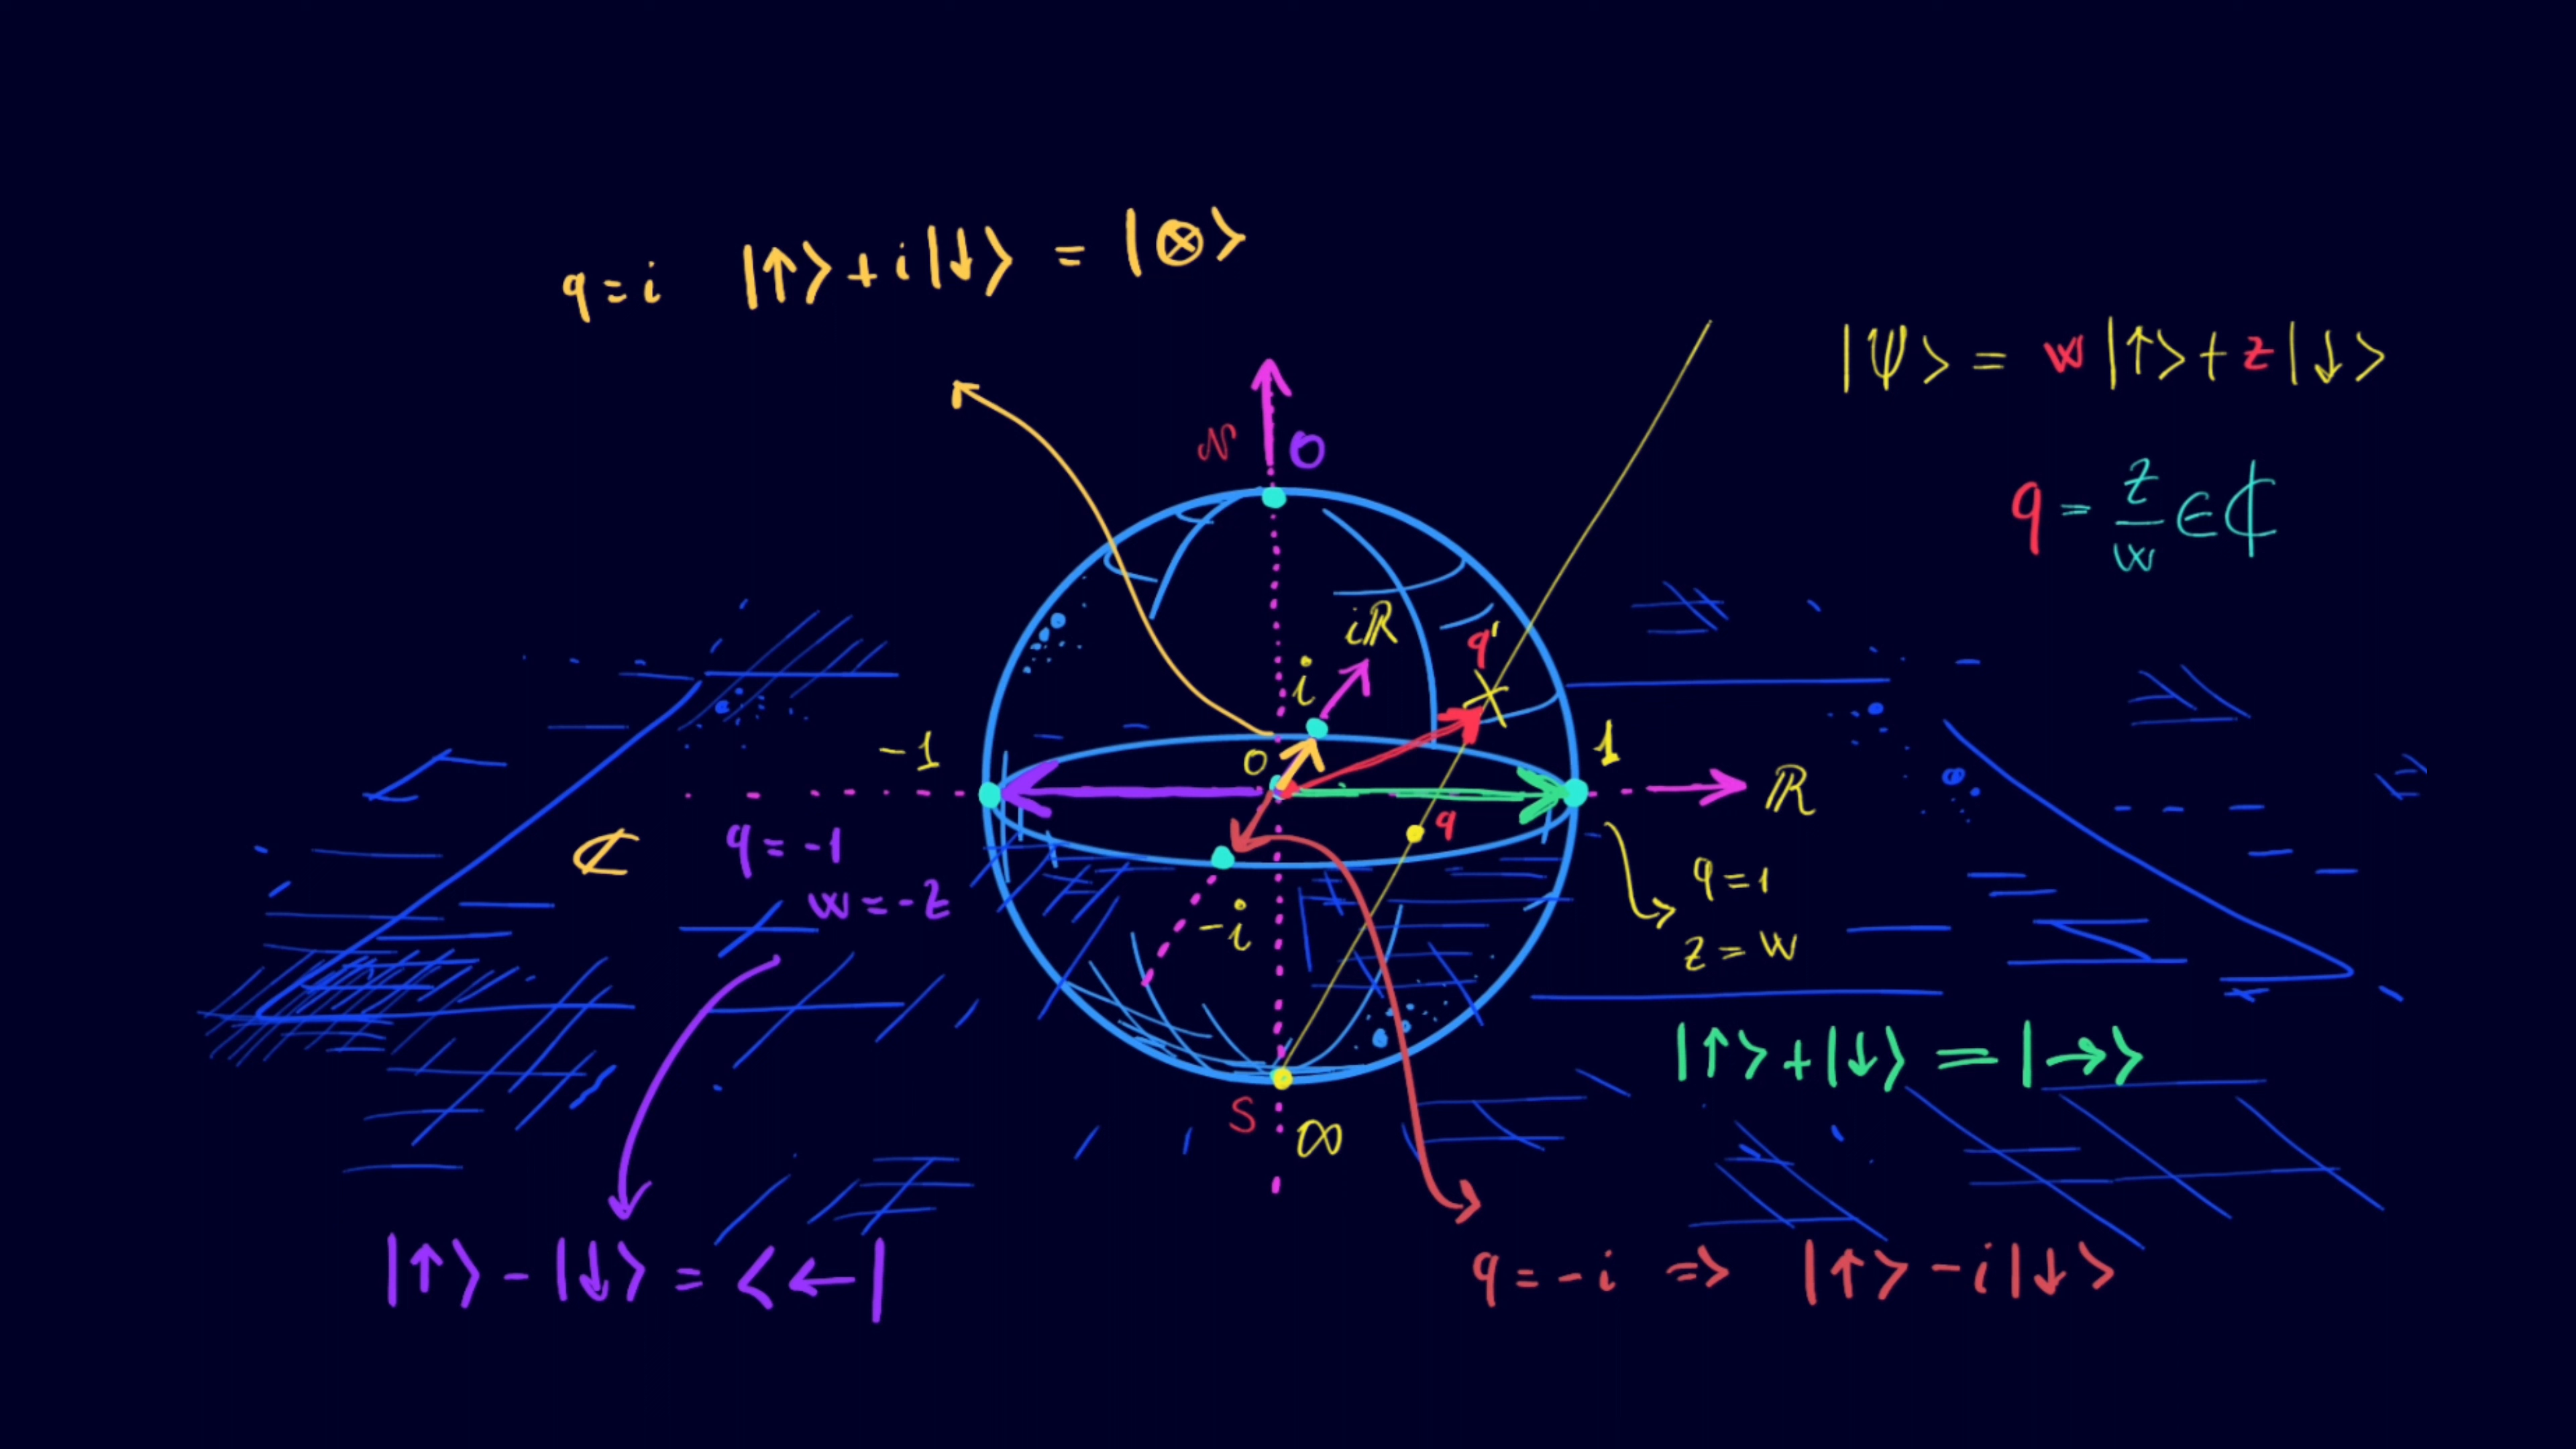 q = i |↑⟩ + i|↓⟩ = |⊗⟩
|ψ> = w|↑> + z|↓>
N 0
q = z/w ∈ ℂ
iℝ
q'
i
-1
0
1
ℝ
ℂ
q = -1
q
w = -z
-i
q = 1
z = w
|↑> + |↓> = |→>
S
∞
|↑> - |↓> = <←|
q = -i => |↑> - i|↓>